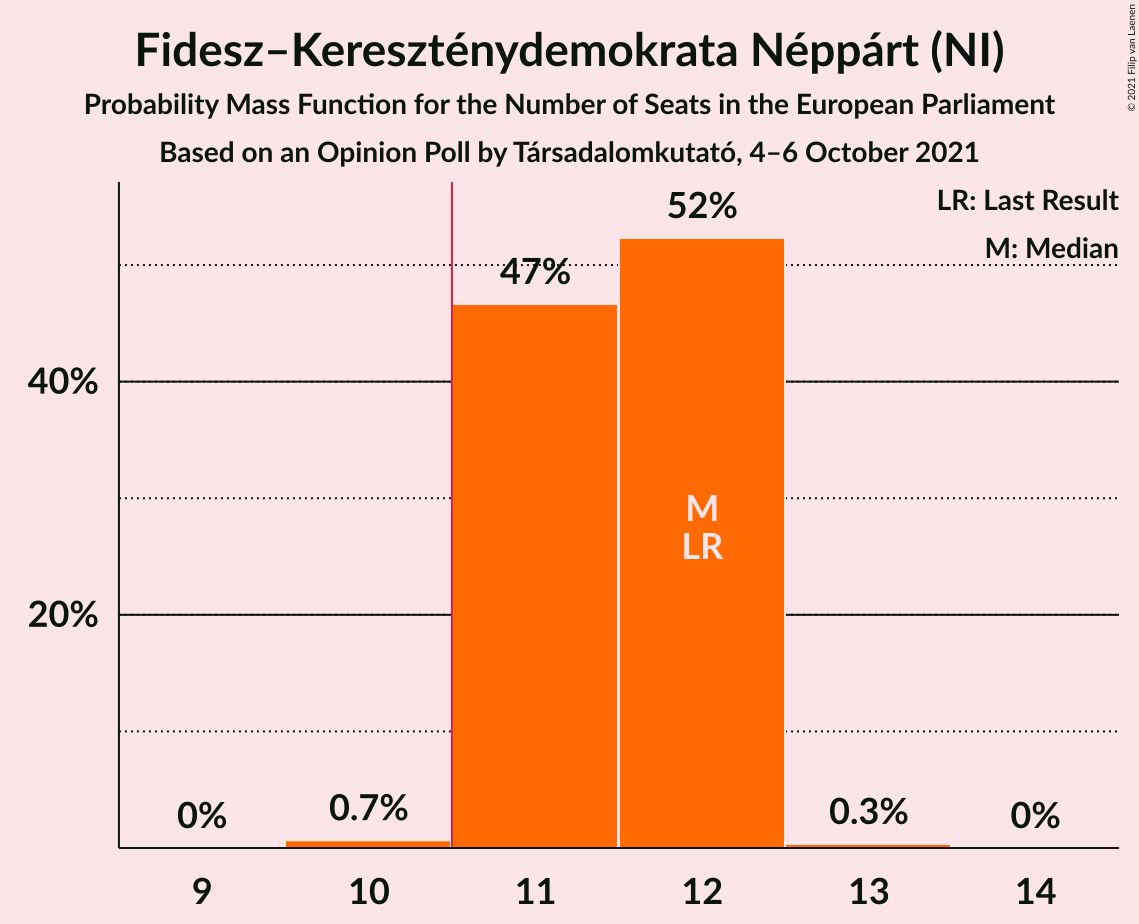 Fidesz–Kereszténydemokrata Néppárt (NI)
Probability Mass Function for the Number of Seats in the European Parliament
Based on an Opinion Poll by Társadalomkutató, 4–6 October 2021
© 2021 Filip van Laenen
LR: Last Result
M: Median
52%
47%
40%
20%
M
LR
0%
0.7%
0.3%
0%
9
10
11
12
13
14